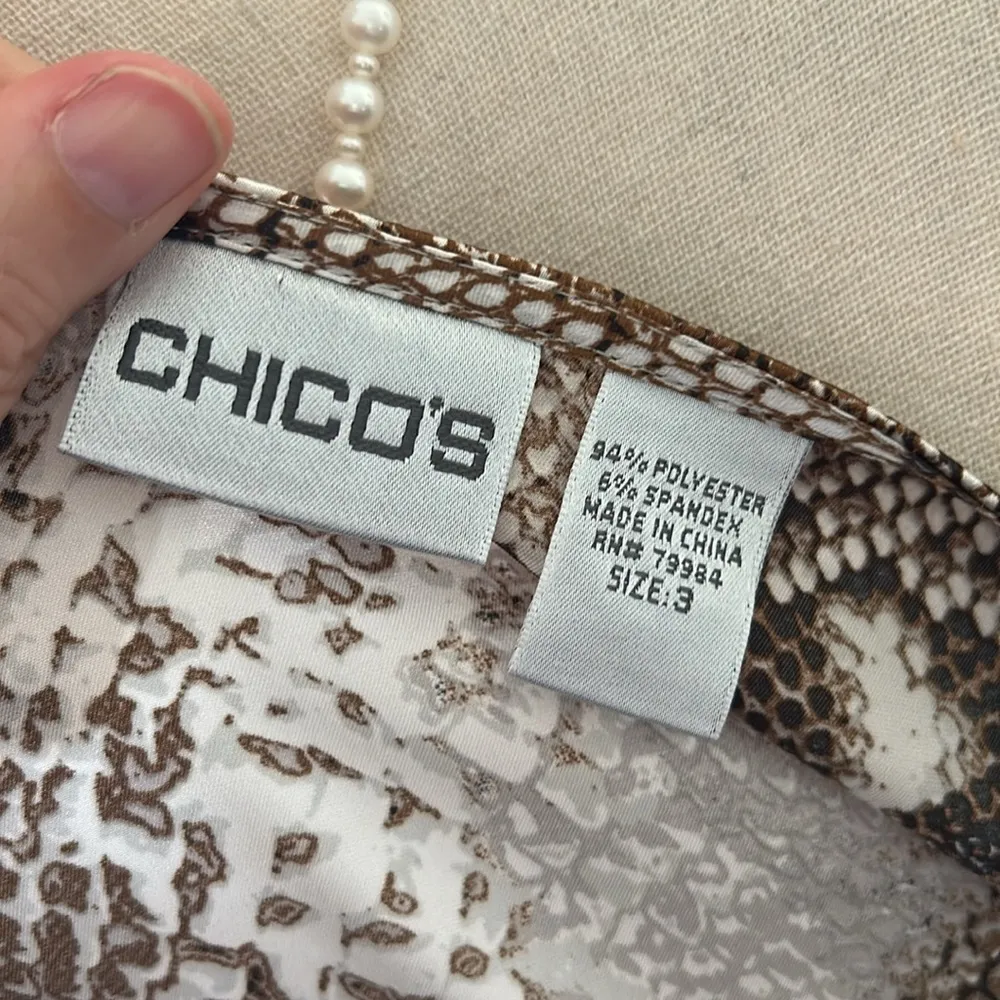 CHICO'S
94% POLYESTER
6% SPANDEX
MADE IN CHINA
RN# 79984
SIZE:3